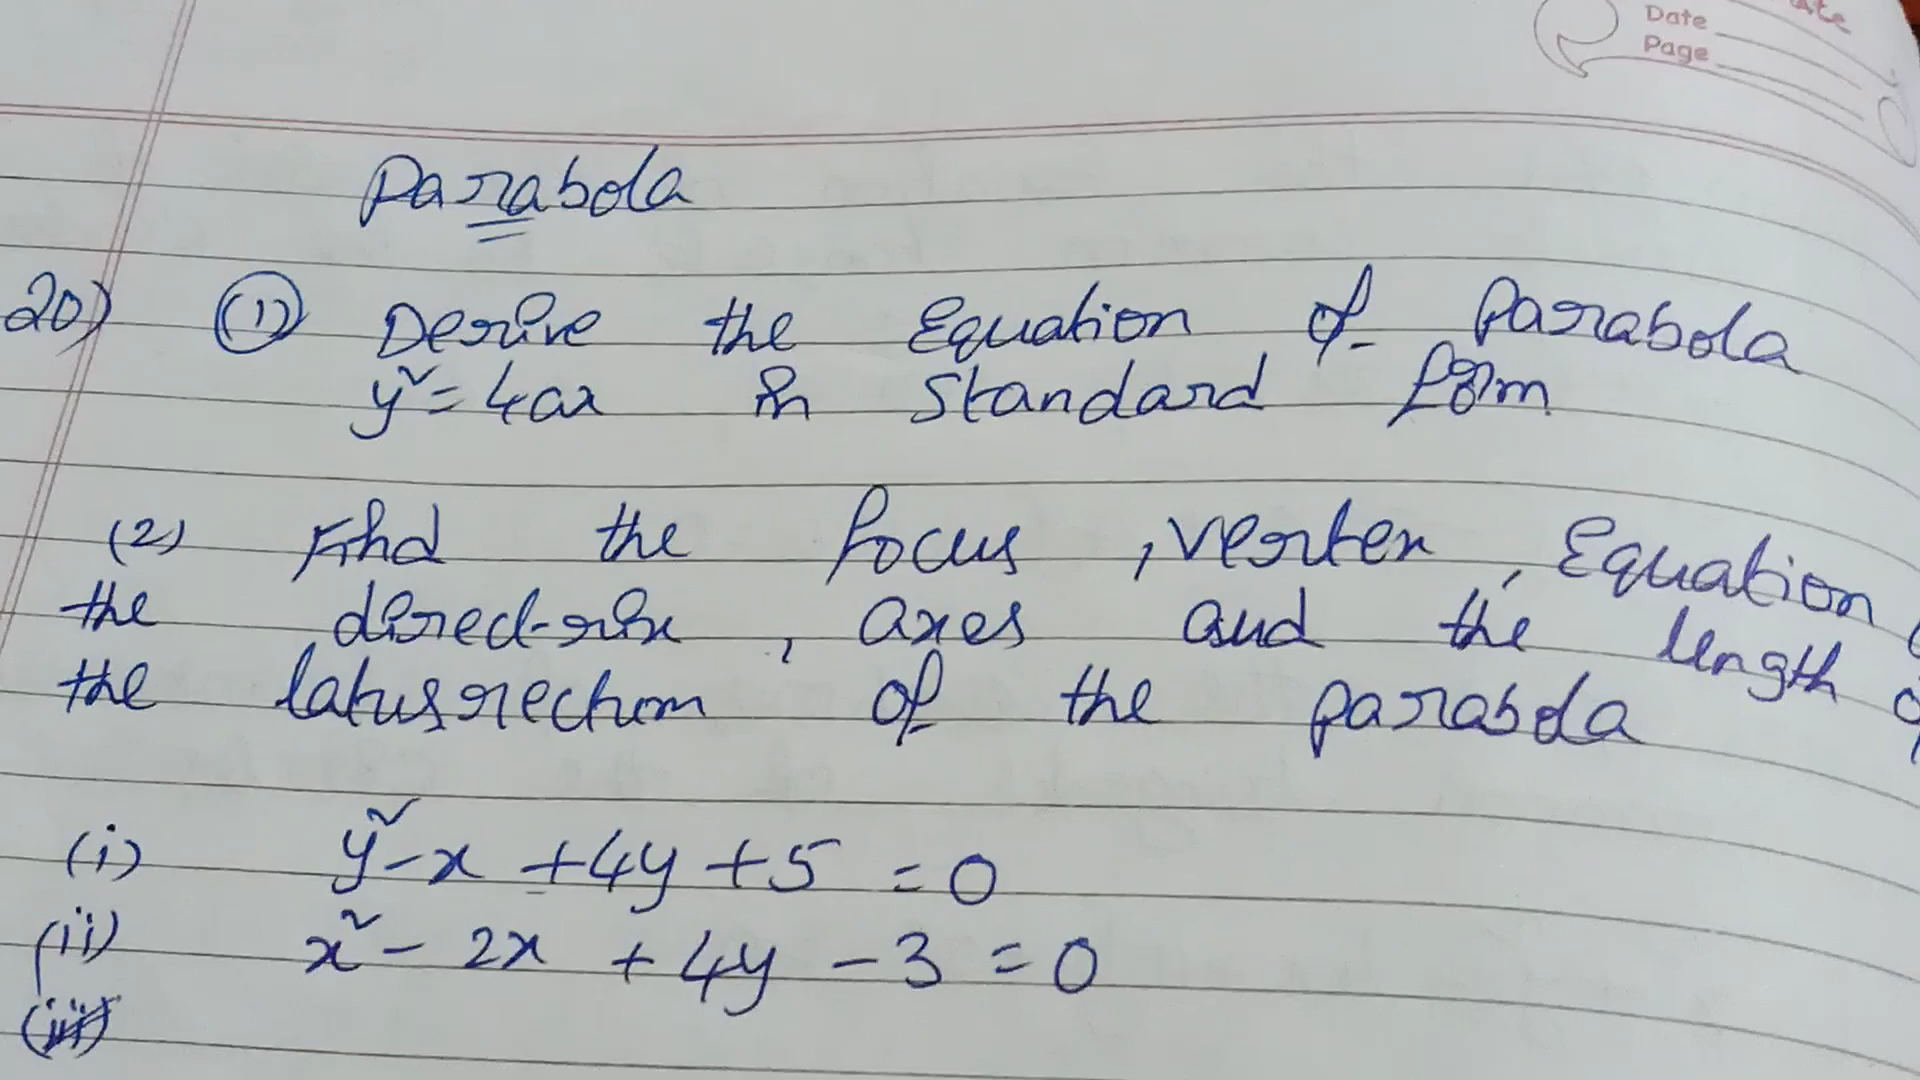 Date
Page
Parabola
20) (1) Derive the Equation of Parabola
y² = 4ax in Standard form
(2) Find the focus, vertex, Equation
the directrix, axes and the length
the latusrectum of the parabola
(i) y² - x + 4y + 5 = 0
(ii) x² - 2x + 4y - 3 = 0
(iii)